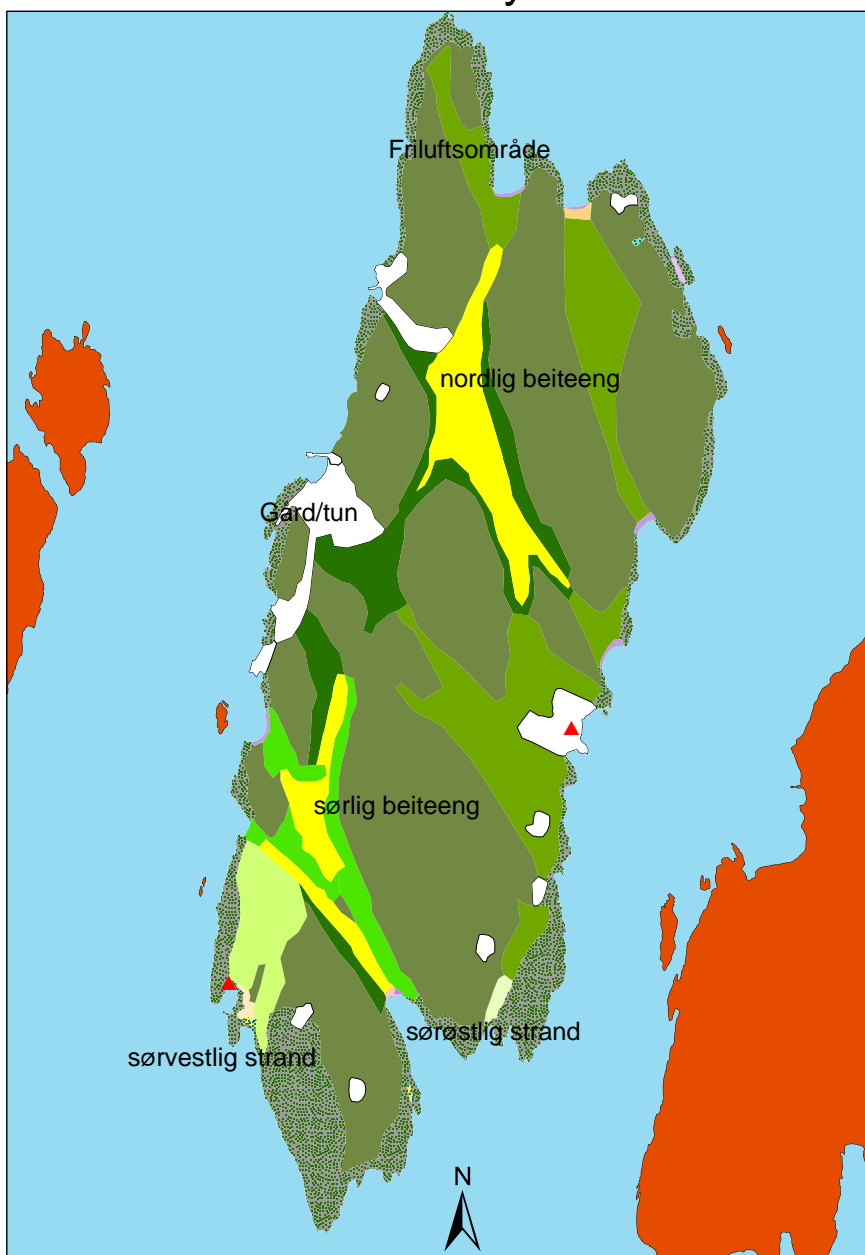 Friluftsområde
nordlig beiteeng
Gård/tun
sørlig beiteeng
sørøstlig strand
sørvestlig strand
N